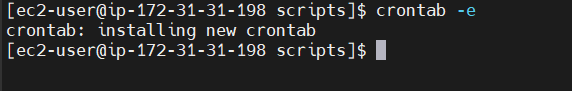 [ec2-user@ip-172-31-31-198 scripts]$ crontab -e
crontab: installing new crontab
[ec2-user@ip-172-31-31-198 scripts]$